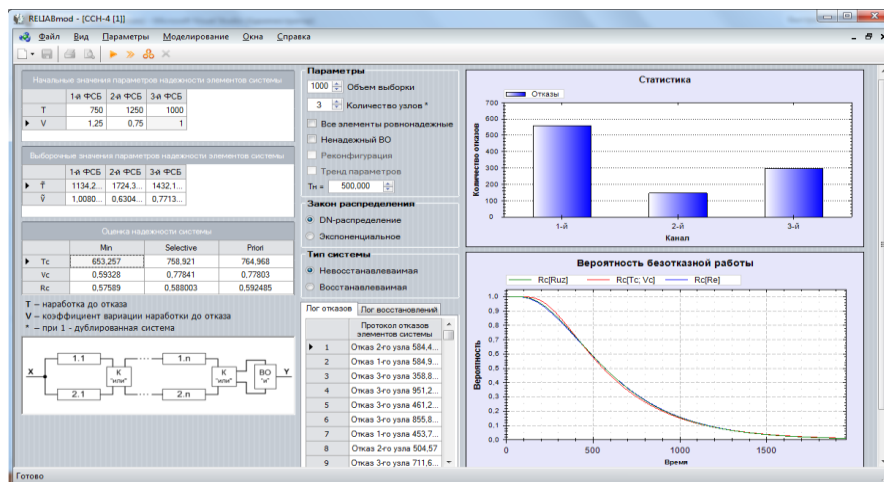 RELIABmod - [ССН-4 [1]]
Файл Вид Параметры Моделирование Окна Справка
Начальные значения параметров надежности элементов системы
1-й ФСБ 2-й ФСБ 3-й ФСБ
T 750 1250 1000
V 1,25 0,75 1
Выборочные значения параметров надежности элементов системы
1-й ФСБ 2-й ФСБ 3-й ФСБ
T̂ 1134,2... 1724,3... 1432,1...
V̂ 1,0080... 0,6304... 0,7713...
Оценка надежности системы
Min Selective Priori
Tc 653,257 758,921 764,968
Vc 0,59328 0,77841 0,77803
Rc 0,57589 0,588003 0,592485
T – наработка до отказа
V – коэффициент вариации наработки до отказа
* – при 1 - дублированная система
X 1.1 2.1 К "или" 1.n 2.n К "или" ВО "и" Y
Параметры
1000 Объем выборки
3 Количество узлов *
Все элементы ровнонадежные
Ненадежный ВО
Реконфигурация
Тренд параметров
Tн = 500,000
Закон распределения
DN-распределение
Экспоненциальное
Тип системы
Невосстанавлеваимая
Восстанавлеваимая
Лог отказов Лог восстановлений
Протокол отказов элементов системы
1 Отказ 2-го узла 584,4...
2 Отказ 1-го узла 584,9...
3 Отказ 3-го узла 358,8...
4 Отказ 3-го узла 951,2...
5 Отказ 3-го узла 461,2...
6 Отказ 3-го узла 855,8...
7 Отказ 1-го узла 453,7...
8 Отказ 2-го узла 504,57
9 Отказ 3-го узла 711,6...
Статистика
Отказы
Количество отказов
700
600
500
400
300
200
100
0
1-й 2-й 3-й
Канал
Вероятность безотказной работы
Rc[Ruz] Rc[Tc; Vc] Rc[Re]
Вероятность
1.0
0.9
0.8
0.7
0.6
0.5
0.4
0.3
0.2
0.1
0.0
0 500 1000 1500
Время
Готово